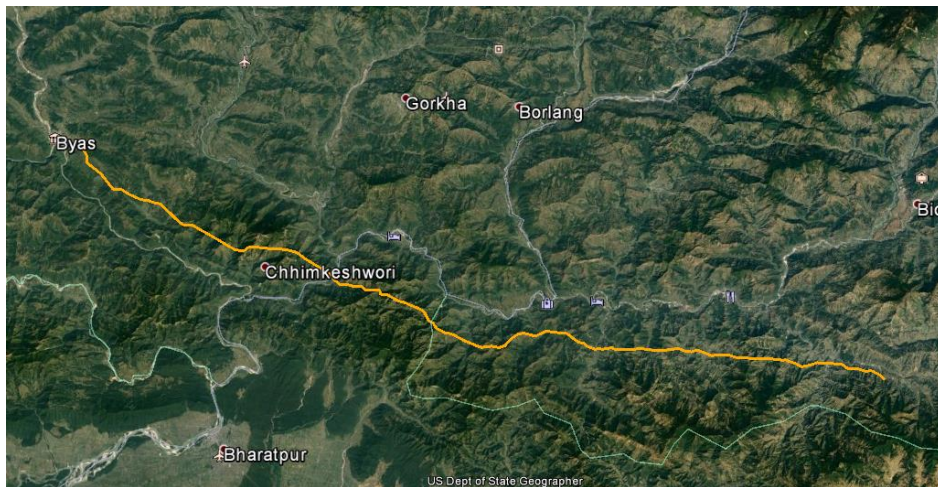 Gorkha
Borlang
Byas
Chhimkeshwori
Bharatpur
US Dept of State Geographer